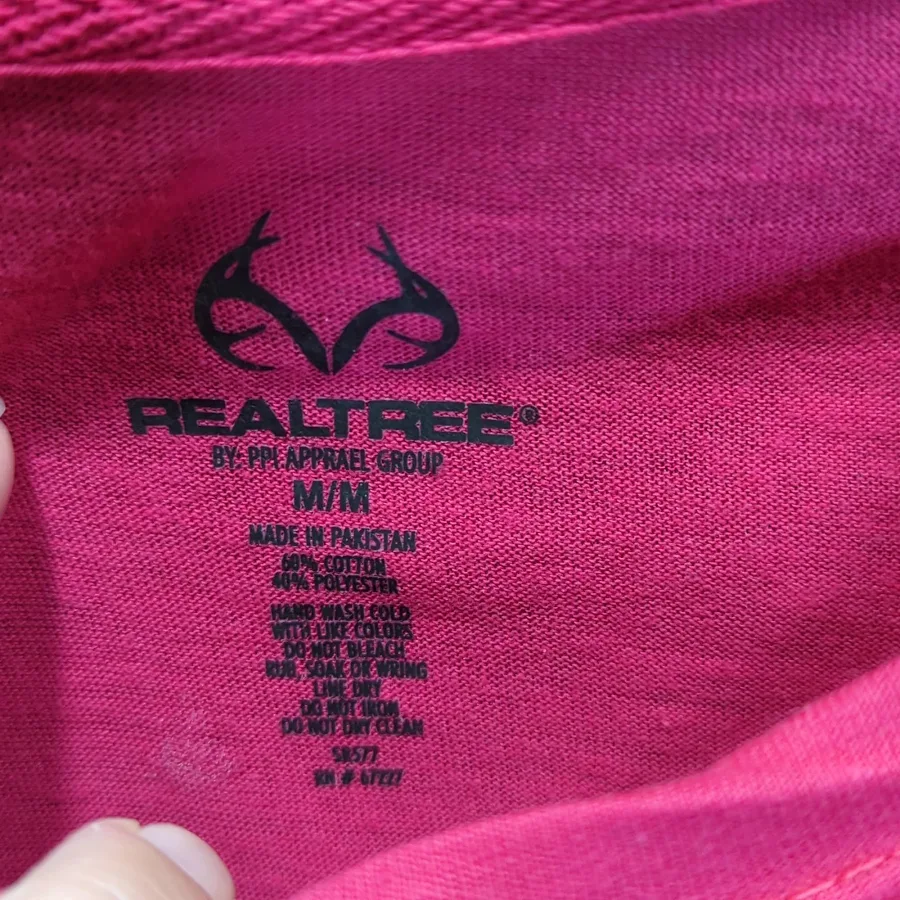 REALTREE®
BY: PPI APPRAEL GROUP
M/M
MADE IN PAKISTAN
60% COTTON
40% POLYESTER
HAND WASH COLD
WITH LIKE COLORS
DO NOT BLEACH
RUB, SOAK OR WRING
LINE DRY
DO NOT IRON
DO NOT DRY CLEAN
RN #